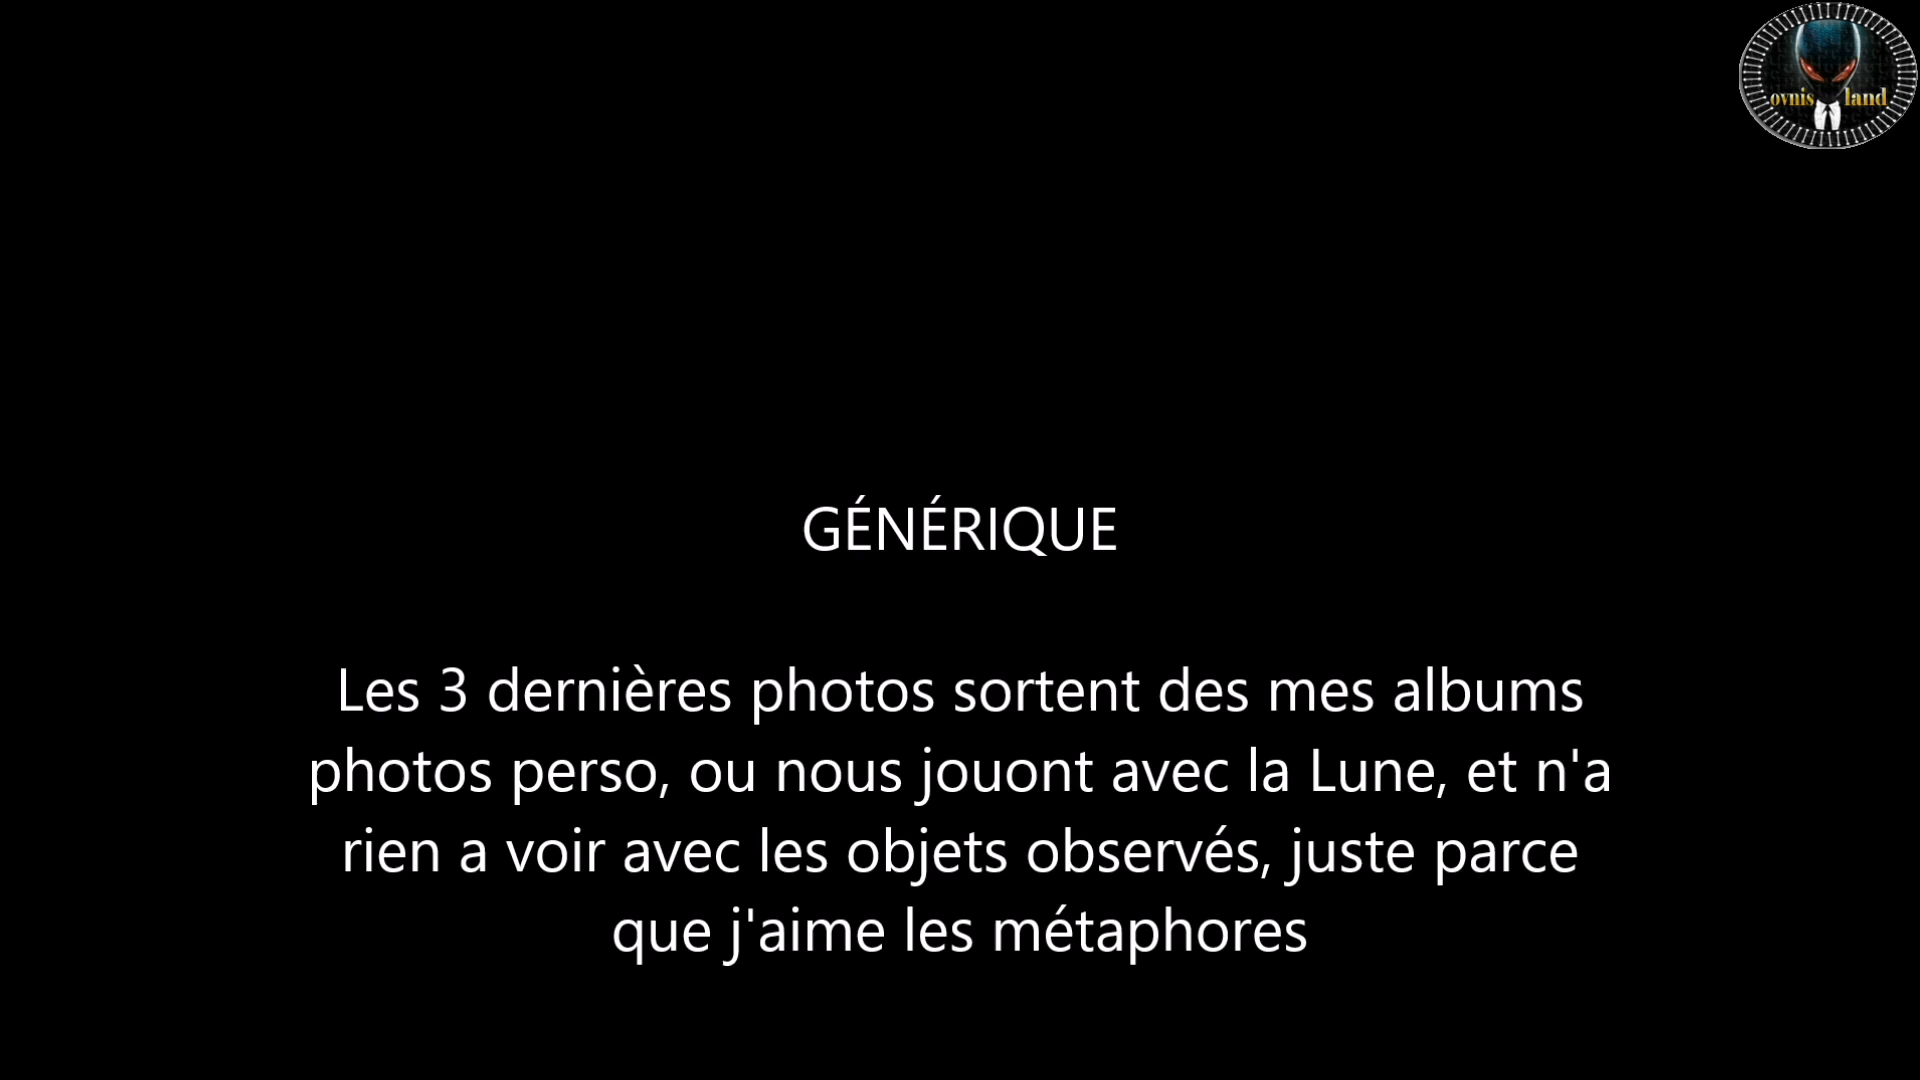 ovnis land
GÉNÉRIQUE
Les 3 dernières photos sortent des mes albums
photos perso, ou nous jouont avec la Lune, et n'a
rien a voir avec les objets observés, juste parce
que j'aime les métaphores